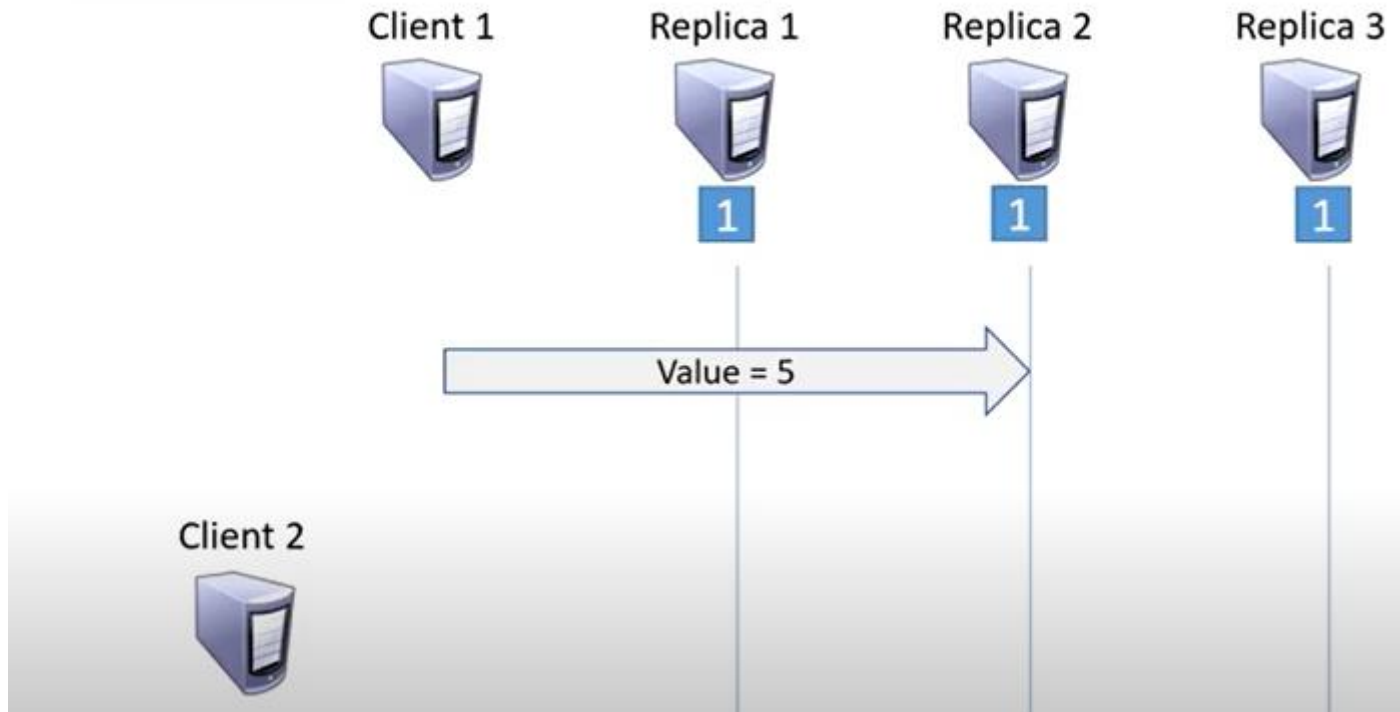 Client 1
Replica 1
Replica 2
Replica 3
1
1
1
Value = 5
Client 2